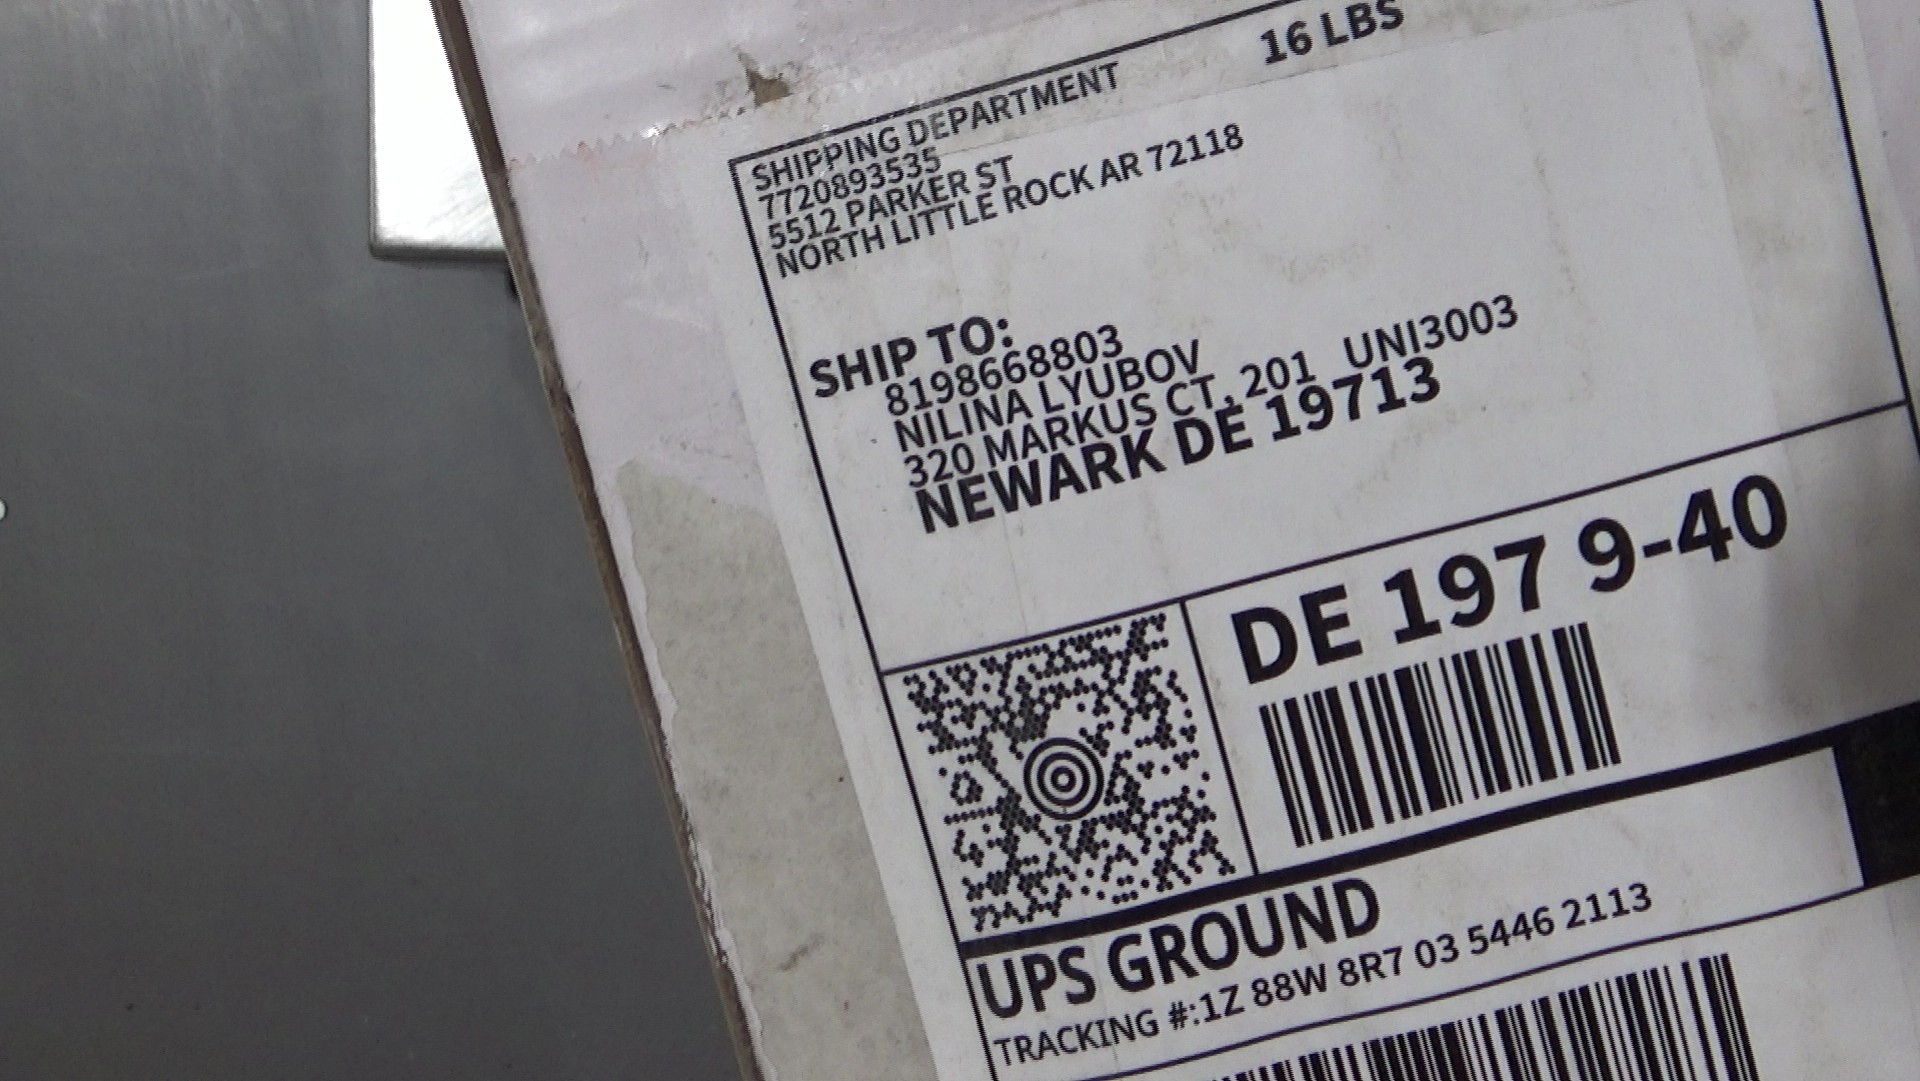 16 LBS
SHIPPING DEPARTMENT
7720893535
5512 PARKER ST
NORTH LITTLE ROCK AR 72118
SHIP TO:
8198668803
NILINA LYUBOV
320 MARKUS CT, 201 UNI3003
NEWARK DE 19713
DE 197 9-40
UPS GROUND
TRACKING #:1Z 88W 8R7 03 5446 2113